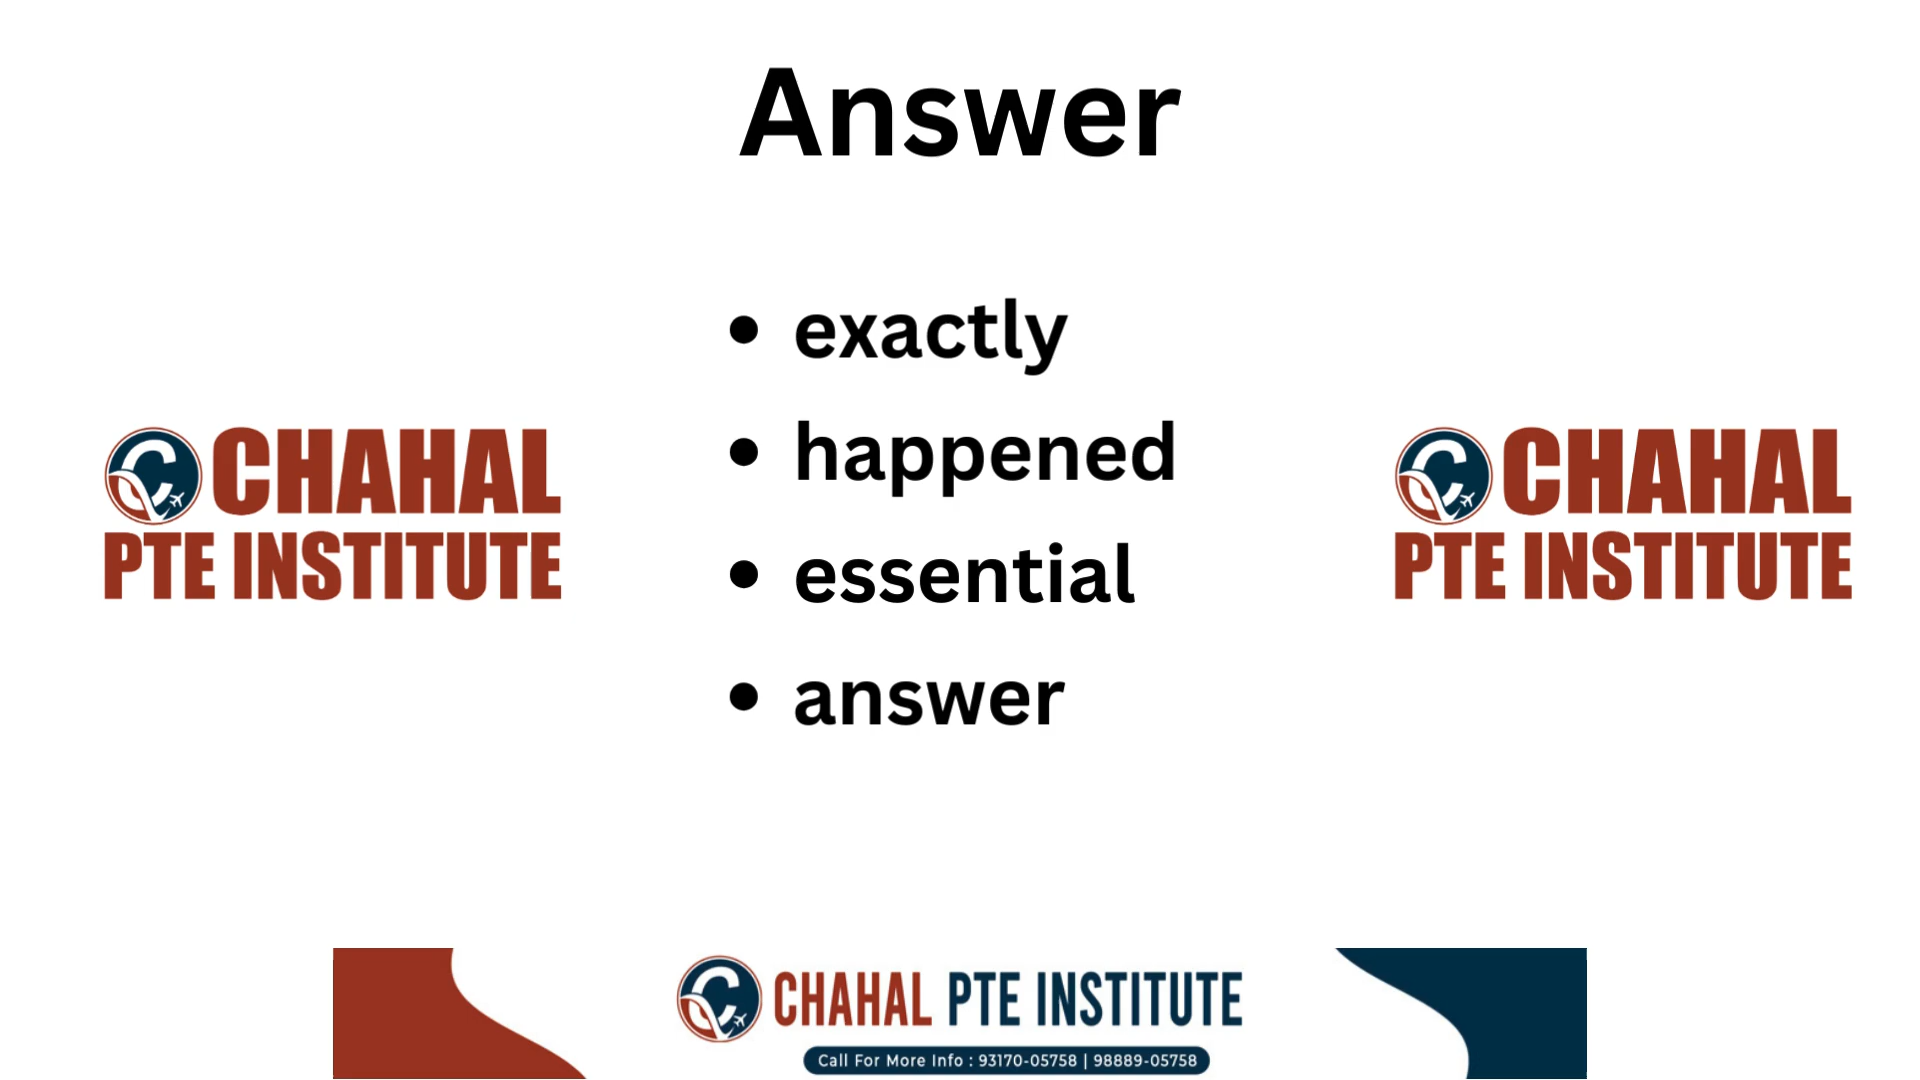 Answer
• exactly
• happened
• essential
• answer
CHAHAL
PTE INSTITUTE
CHAHAL
PTE INSTITUTE
CHAHAL PTE INSTITUTE
Call For More Info : 93170-05758 | 98889-05758